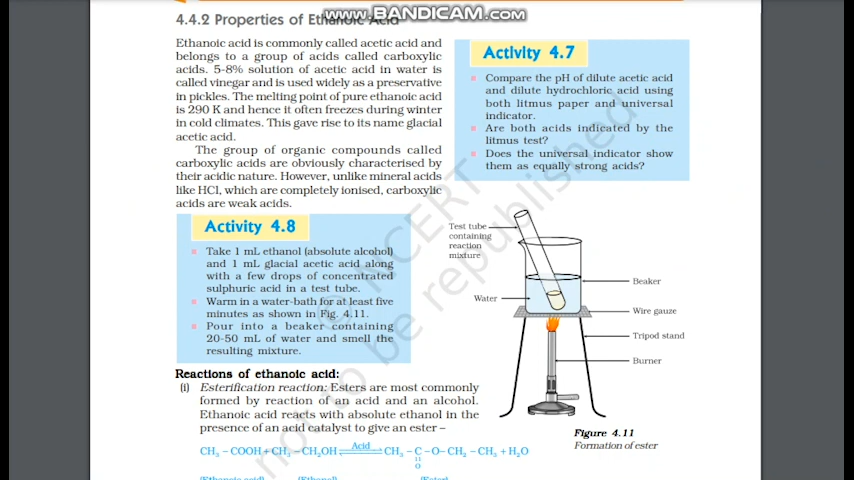 www.BANDICAM.com
4.4.2 Properties of Ethanoic Acid
Ethanoic acid is commonly called acetic acid and
belongs to a group of acids called carboxylic
acids. 5-8% solution of acetic acid in water is
called vinegar and is used widely as a preservative
in pickles. The melting point of pure ethanoic acid
is 290 K and hence it often freezes during winter
in cold climates. This gave rise to its name glacial
acetic acid.
The group of organic compounds called
carboxylic acids are obviously characterised by
their acidic nature. However, unlike mineral acids
like HCl, which are completely ionised, carboxylic
acids are weak acids.
Activity 4.7
Compare the pH of dilute acetic acid
and dilute hydrochloric acid using
both litmus paper and universal
indicator.
Are both acids indicated by the
litmus test?
Does the universal indicator show
them as equally strong acids?
Activity 4.8
Take 1 mL ethanol (absolute alcohol)
and 1 mL glacial acetic acid along
with a few drops of concentrated
sulphuric acid in a test tube.
Warm in a water-bath for at least five
minutes as shown in Fig. 4.11.
Pour into a beaker containing
20-50 mL of water and smell the
resulting mixture.
Test tube
containing
reaction
mixture
Water
Beaker
Wire gauze
Tripod stand
Burner
Figure 4.11
Formation of ester
Reactions of ethanoic acid:
(i) Esterification reaction: Esters are most commonly
formed by reaction of an acid and an alcohol.
Ethanoic acid reacts with absolute ethanol in the
presence of an acid catalyst to give an ester –
CH₃ – COOH + CH₃ – CH₂OH ⇌ Acid CH₃ – C – O– CH₂ – CH₃ + H₂O
O
(Ethanoic acid) (Ethanol) (Ester)
© NCERT
not to be republished